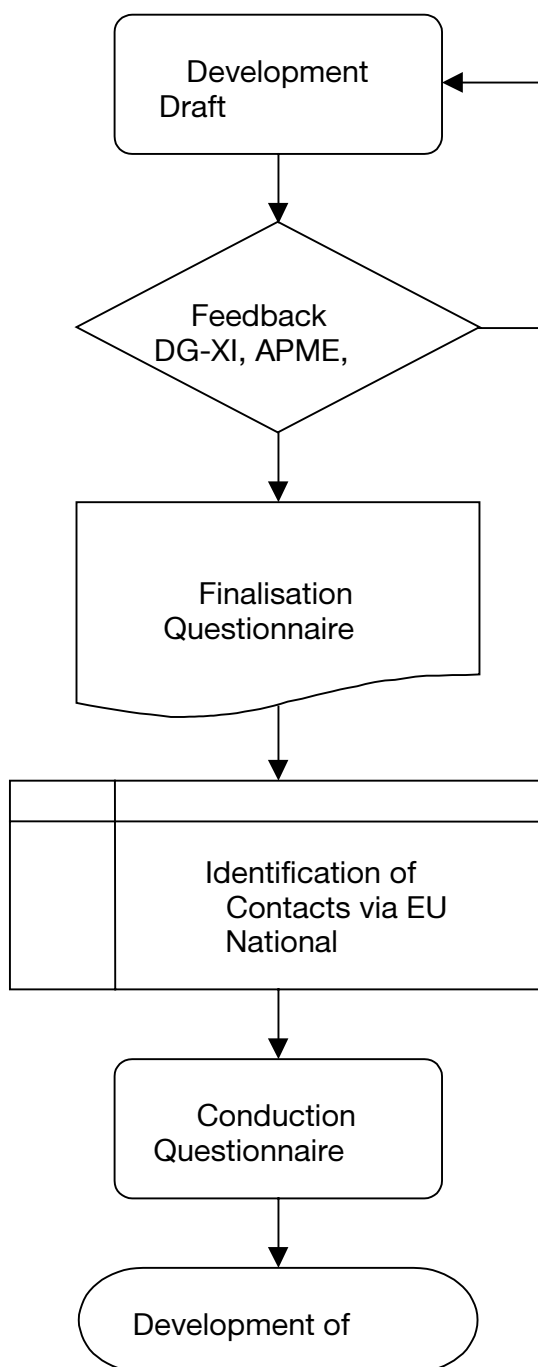 Development
Draft
Feedback
DG-XI, APME,
Finalisation
Questionnaire
Identification of
Contacts via EU
National
Conduction
Questionnaire
Development of